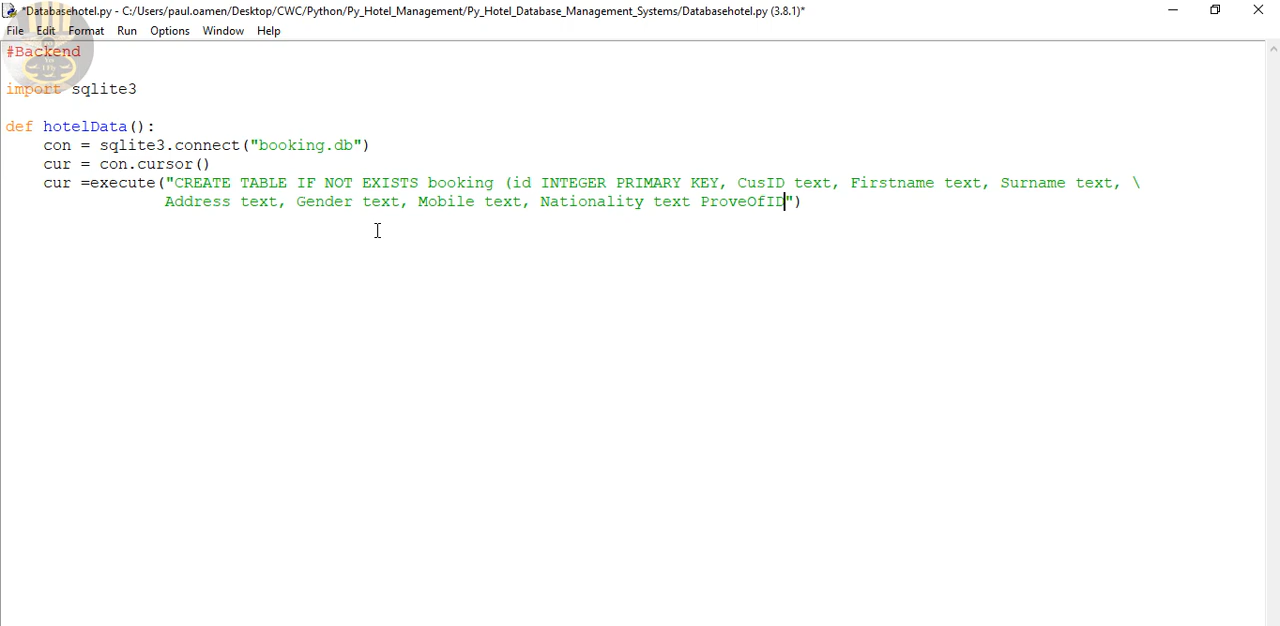 *Databasehotel.py - C:/Users/paul.oamen/Desktop/CWC/Python/Py_Hotel_Management/Py_Hotel_Database_Management_Systems/Databasehotel.py (3.8.1)*
File Edit Format Run Options Window Help
#Backend
import sqlite3
def hotelData():
con = sqlite3.connect("booking.db")
cur = con.cursor()
cur =execute("CREATE TABLE IF NOT EXISTS booking (id INTEGER PRIMARY KEY, CusID text, Firstname text, Surname text, \
Address text, Gender text, Mobile text, Nationality text ProveOfID")